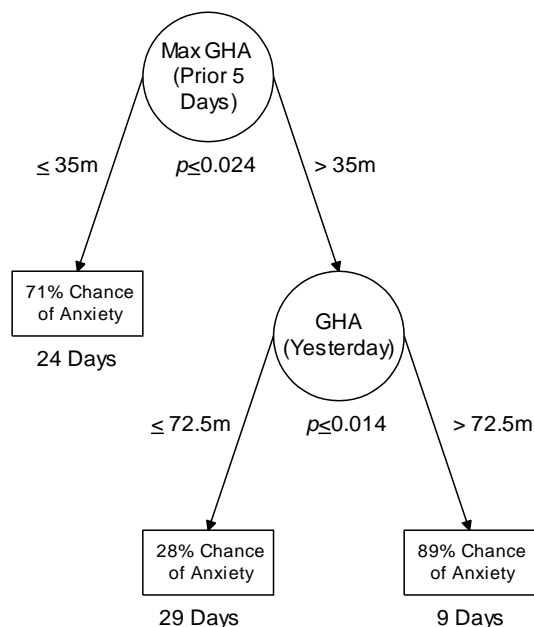 Max GHA
(Prior 5
Days)
≤ 35m
p≤0.024
> 35m
71% Chance
of Anxiety
24 Days
GHA
(Yesterday)
≤ 72.5m
p≤0.014
> 72.5m
28% Chance
of Anxiety
29 Days
89% Chance
of Anxiety
9 Days